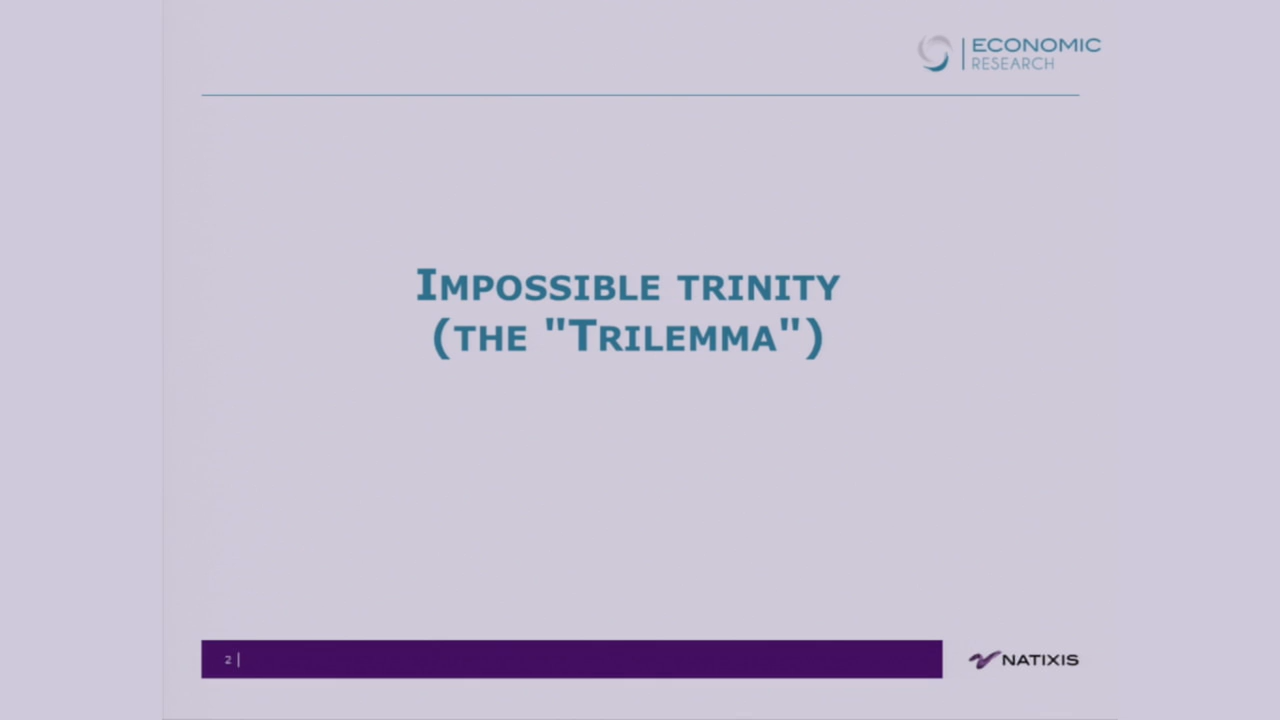 ECONOMIC
RESEARCH
IMPOSSIBLE TRINITY
(THE "TRILEMMA")
2 |
NATIXIS